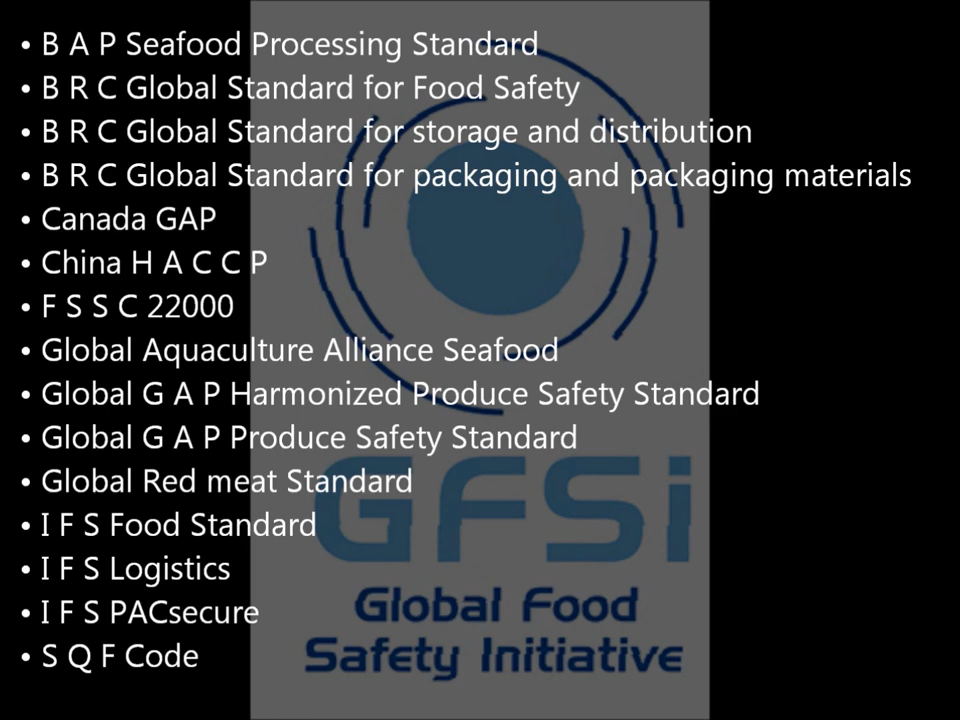 • B A P Seafood Processing Standard
• B R C Global Standard for Food Safety
• B R C Global Standard for storage and distribution
• B R C Global Standard for packaging and packaging materials
• Canada GAP
• China H A C C P
• F S S C 22000
• Global Aquaculture Alliance Seafood
• Global G A P Harmonized Produce Safety Standard
• Global G A P Produce Safety Standard
• Global Red meat Standard
• I F S Food Standard
• I F S Logistics
• I F S PACsecure
• S Q F Code
GFSi
Global Food
Safety Initiative